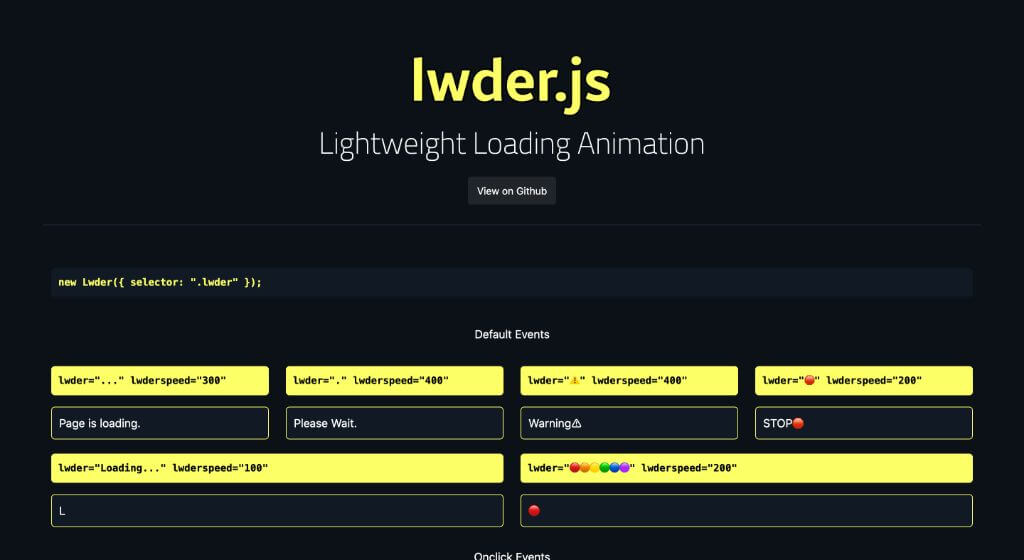 lwder.js
Lightweight Loading Animation
View on Github
new Lwder({ selector: ".lwder" });
Default Events
lwder="..." lwderspeed="300"
lwder="." lwderspeed="400"
lwder="⚠️" lwderspeed="400"
lwder="🛑" lwderspeed="200"
Page is loading.
Please Wait.
Warning⚠
STOP🛑
lwder="Loading..." lwderspeed="100"
lwder="🔴🟠🟡🟢🔵🟣" lwderspeed="200"
L
🔴
Onclick Events